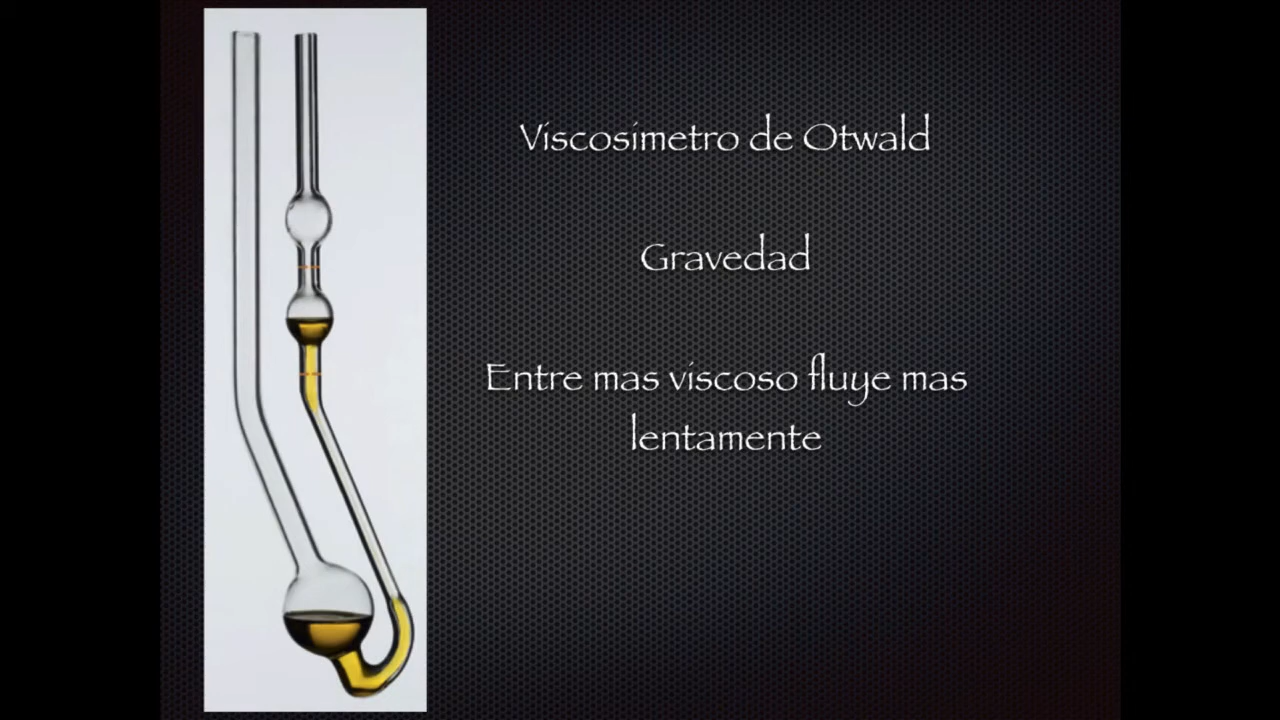 Viscosimetro de Otwald
Gravedad
Entre mas viscoso fluye mas
lentamente